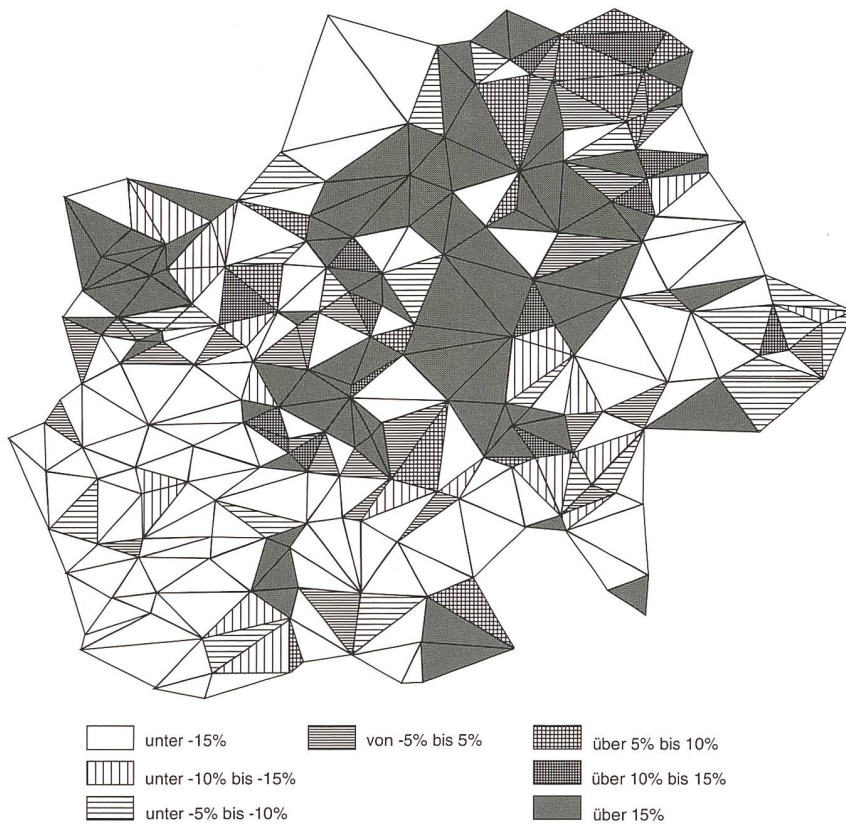 unter -15%
unter -10% bis -15%
unter -5% bis -10%
von -5% bis 5%
über 5% bis 10%
über 10% bis 15%
über 15%